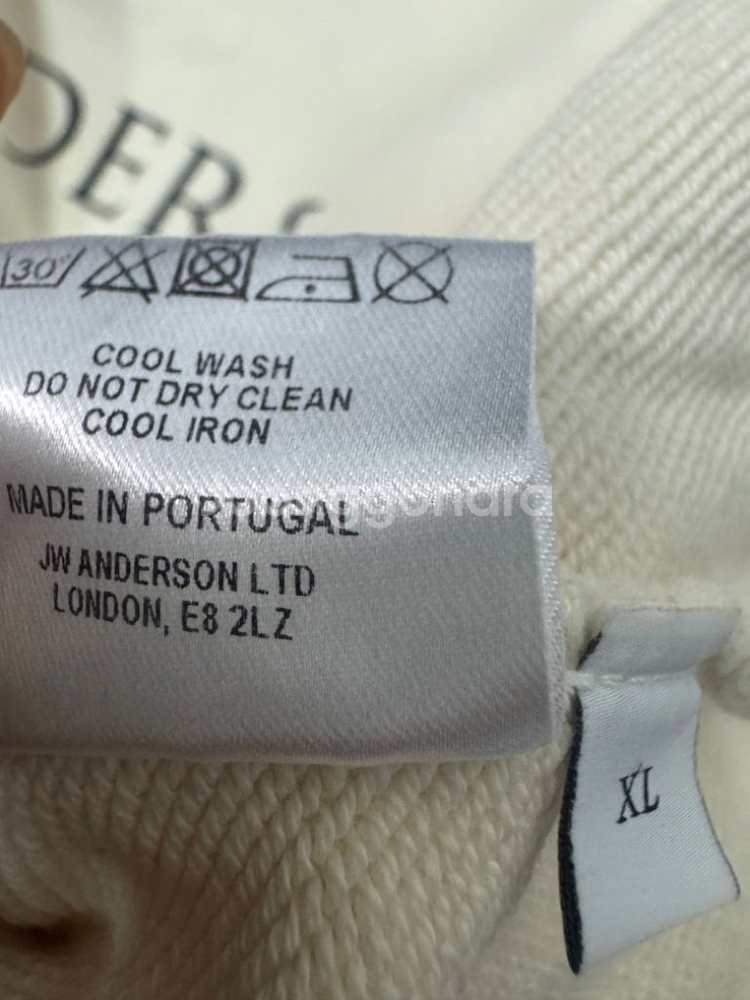 DER
30°
COOL WASH
DO NOT DRY CLEAN
COOL IRON
MADE IN PORTUGAL
JW ANDERSON LTD
LONDON, E8 2LZ
XL